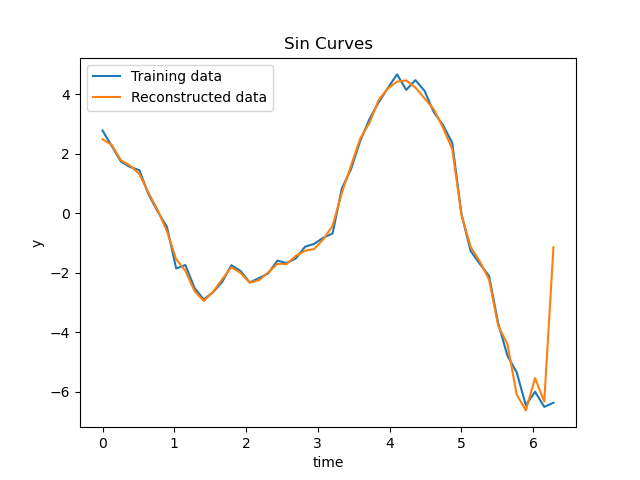 Sin Curves
Training data
Reconstructed data
4
2
0
−2
−4
−6
y
0 1 2 3 4 5 6
time